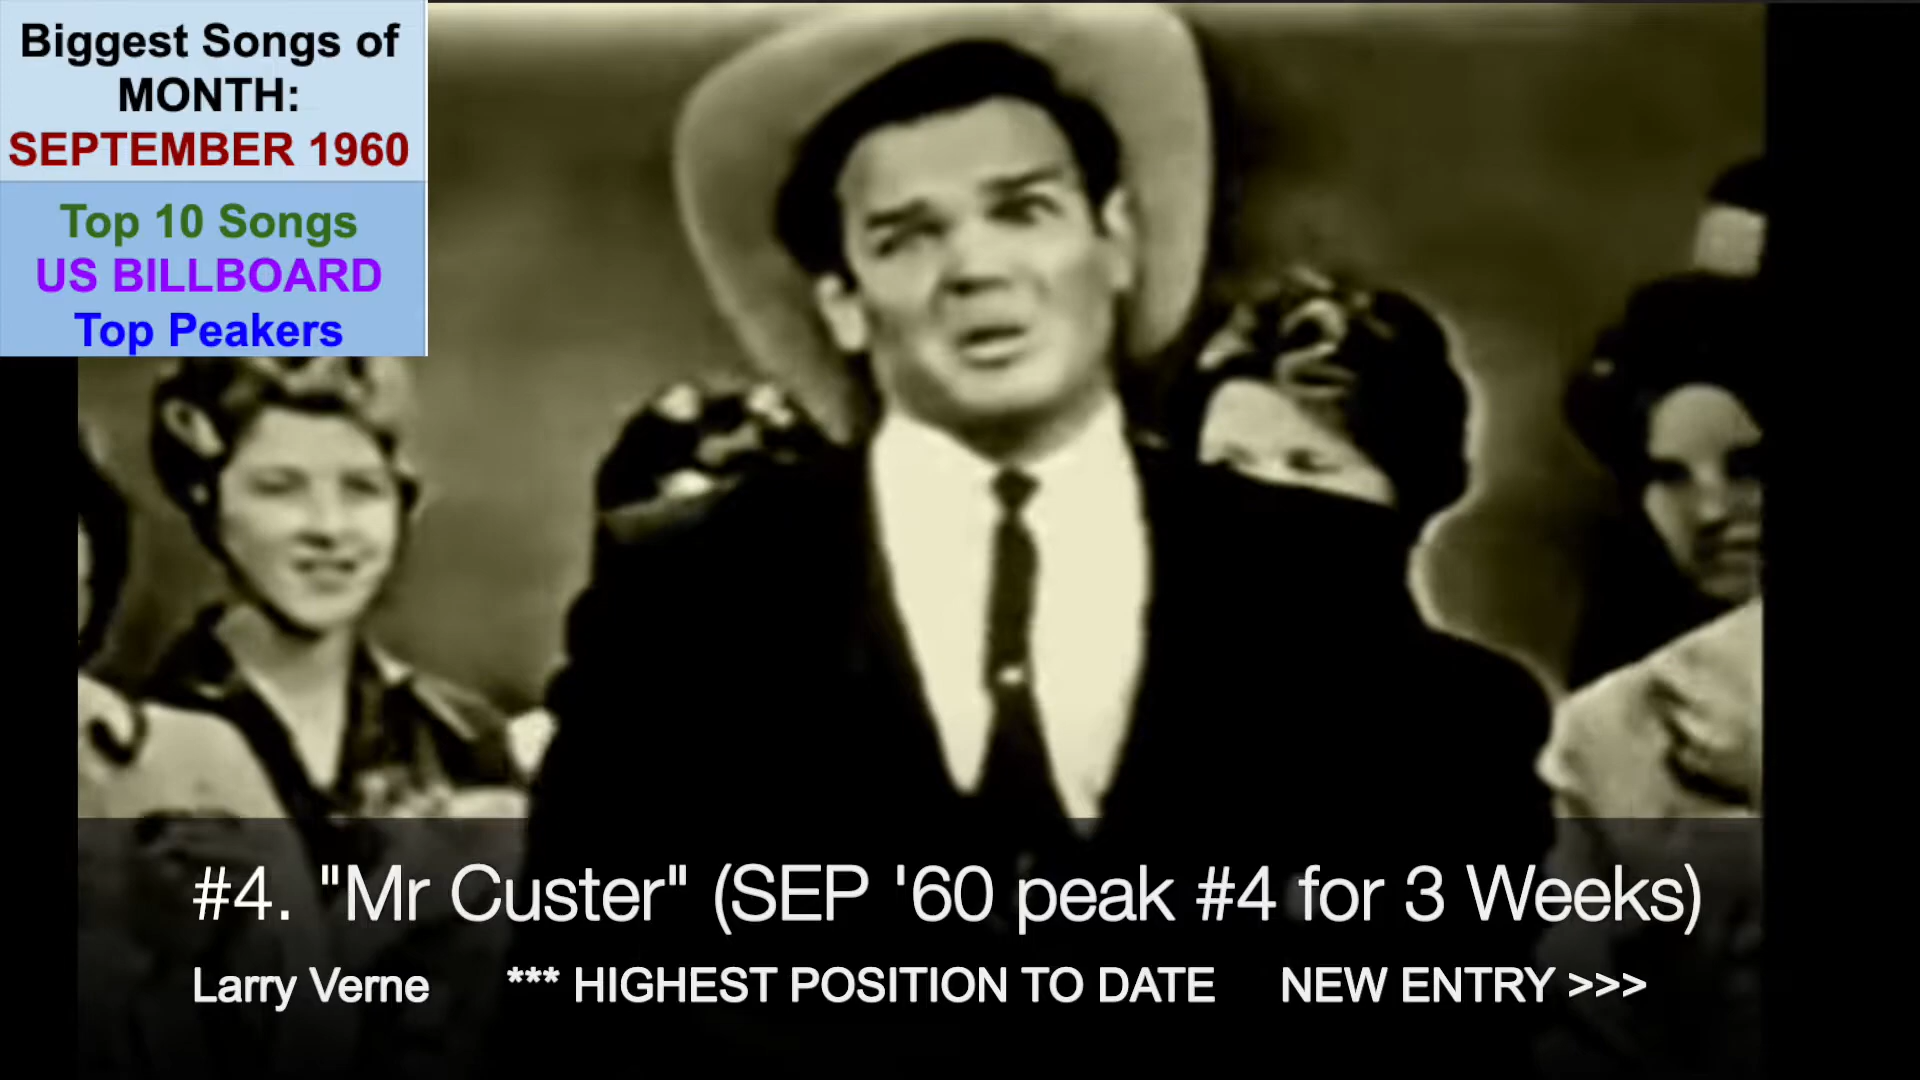 Biggest Songs of
MONTH:
SEPTEMBER 1960
Top 10 Songs
US BILLBOARD
Top Peakers
#4. "Mr Custer" (SEP '60 peak #4 for 3 Weeks)
Larry Verne *** HIGHEST POSITION TO DATE NEW ENTRY >>>